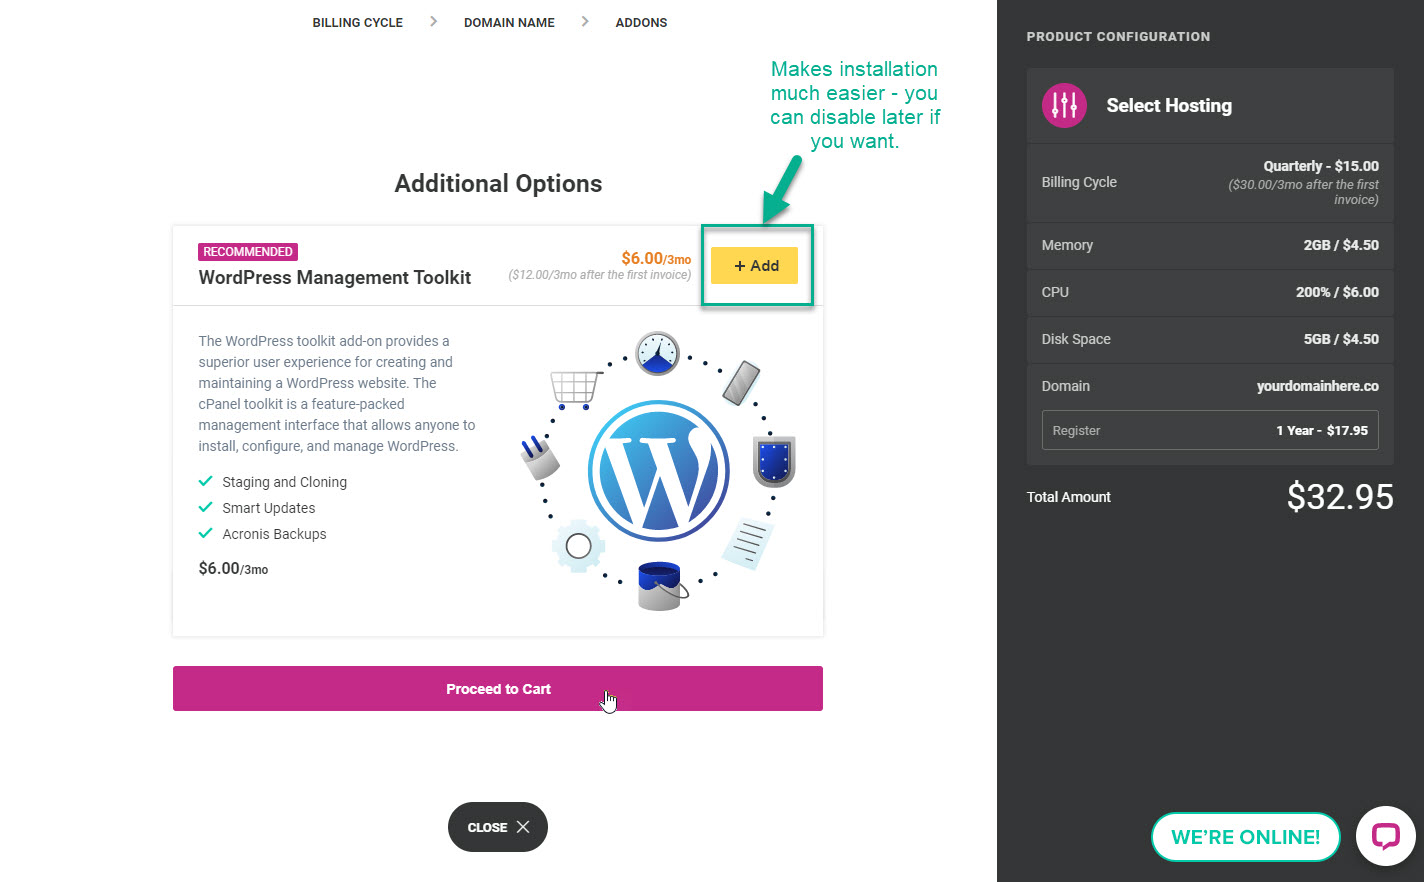 BILLING CYCLE
DOMAIN NAME
ADDONS
Makes installation
much easier - you
can disable later if
you want.
Additional Options
RECOMMENDED
WordPress Management Toolkit
$6.00/3mo
($12.00/3mo after the first invoice)
+ Add
The WordPress toolkit add-on provides a
superior user experience for creating and
maintaining a WordPress website. The
cPanel toolkit is a feature-packed
management interface that allows anyone to
install, configure, and manage WordPress.
Staging and Cloning
Smart Updates
Acronis Backups
$6.00/3mo
W
Proceed to Cart
CLOSE
PRODUCT CONFIGURATION
Select Hosting
Billing Cycle
Quarterly - $15.00
($30.00/3mo after the first
invoice)
Memory
2GB / $4.50
CPU
200% / $6.00
Disk Space
5GB / $4.50
Domain
yourdomainhere.co
Register
1 Year - $17.95
Total Amount
$32.95
WE'RE ONLINE!